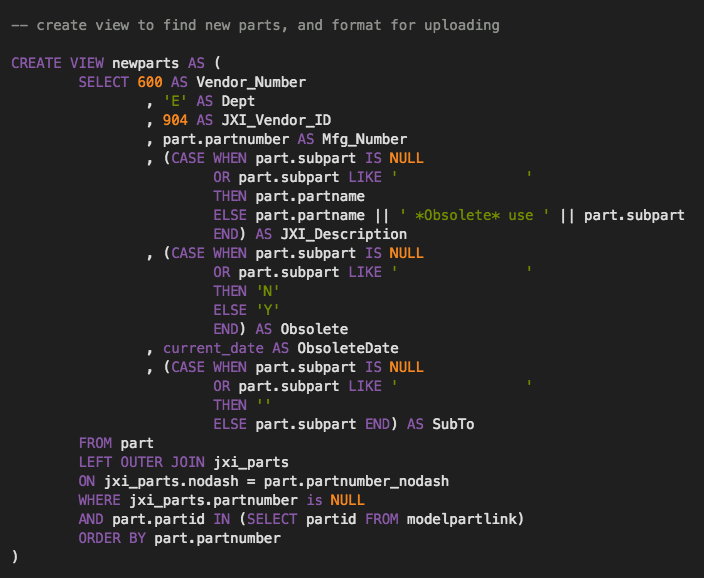 -- create view to find new parts, and format for uploading
CREATE VIEW newparts AS (
SELECT 600 AS Vendor_Number
, 'E' AS Dept
, 904 AS JXI_Vendor_ID
, part.partnumber AS Mfg_Number
, (CASE WHEN part.subpart IS NULL
OR part.subpart LIKE '               '
THEN part.partname
ELSE part.partname || ' *Obsolete* use ' || part.subpart
END) AS JXI_Description
, (CASE WHEN part.subpart IS NULL
OR part.subpart LIKE '               '
THEN 'N'
ELSE 'Y'
END) AS Obsolete
, current_date AS ObsoleteDate
, (CASE WHEN part.subpart IS NULL
OR part.subpart LIKE '               '
THEN ''
ELSE part.subpart END) AS SubTo
FROM part
LEFT OUTER JOIN jxi_parts
ON jxi_parts.nodash = part.partnumber_nodash
WHERE jxi_parts.partnumber is NULL
AND part.partid IN (SELECT partid FROM modelpartlink)
ORDER BY part.partnumber
)